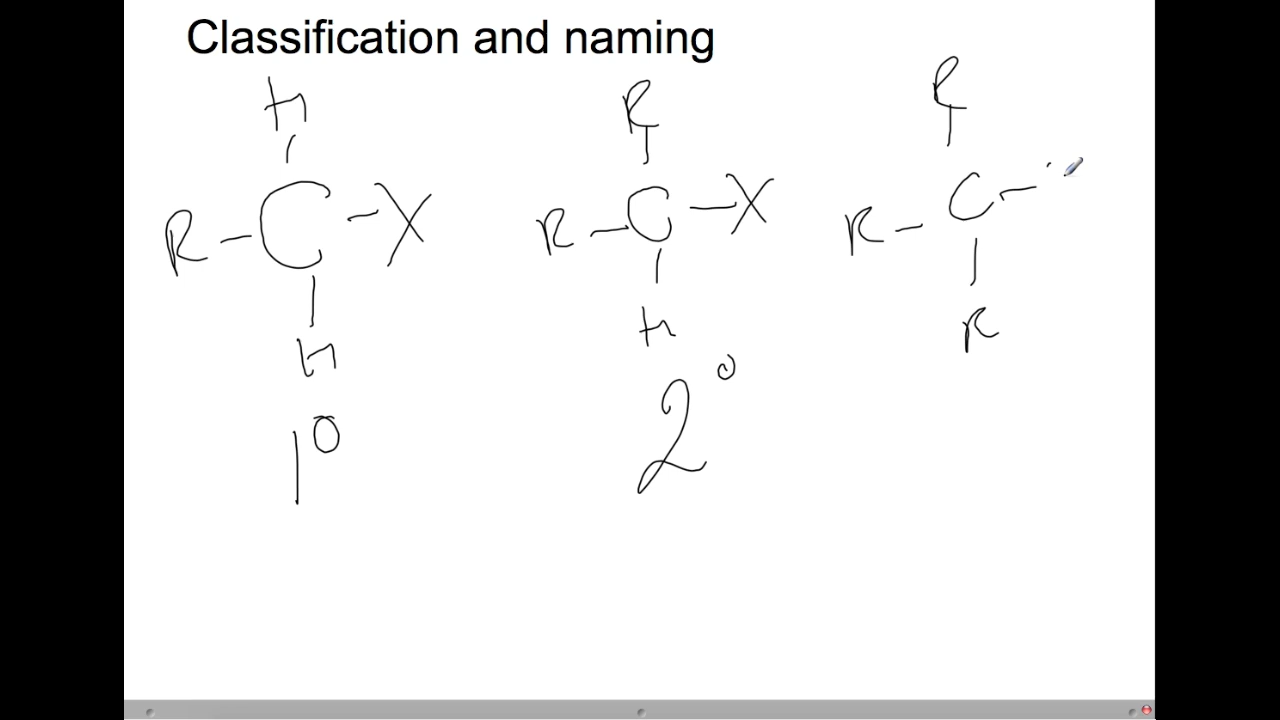 Classification and naming
H R R
R-C-X R-C-X R-C-
H H R
1° 2°